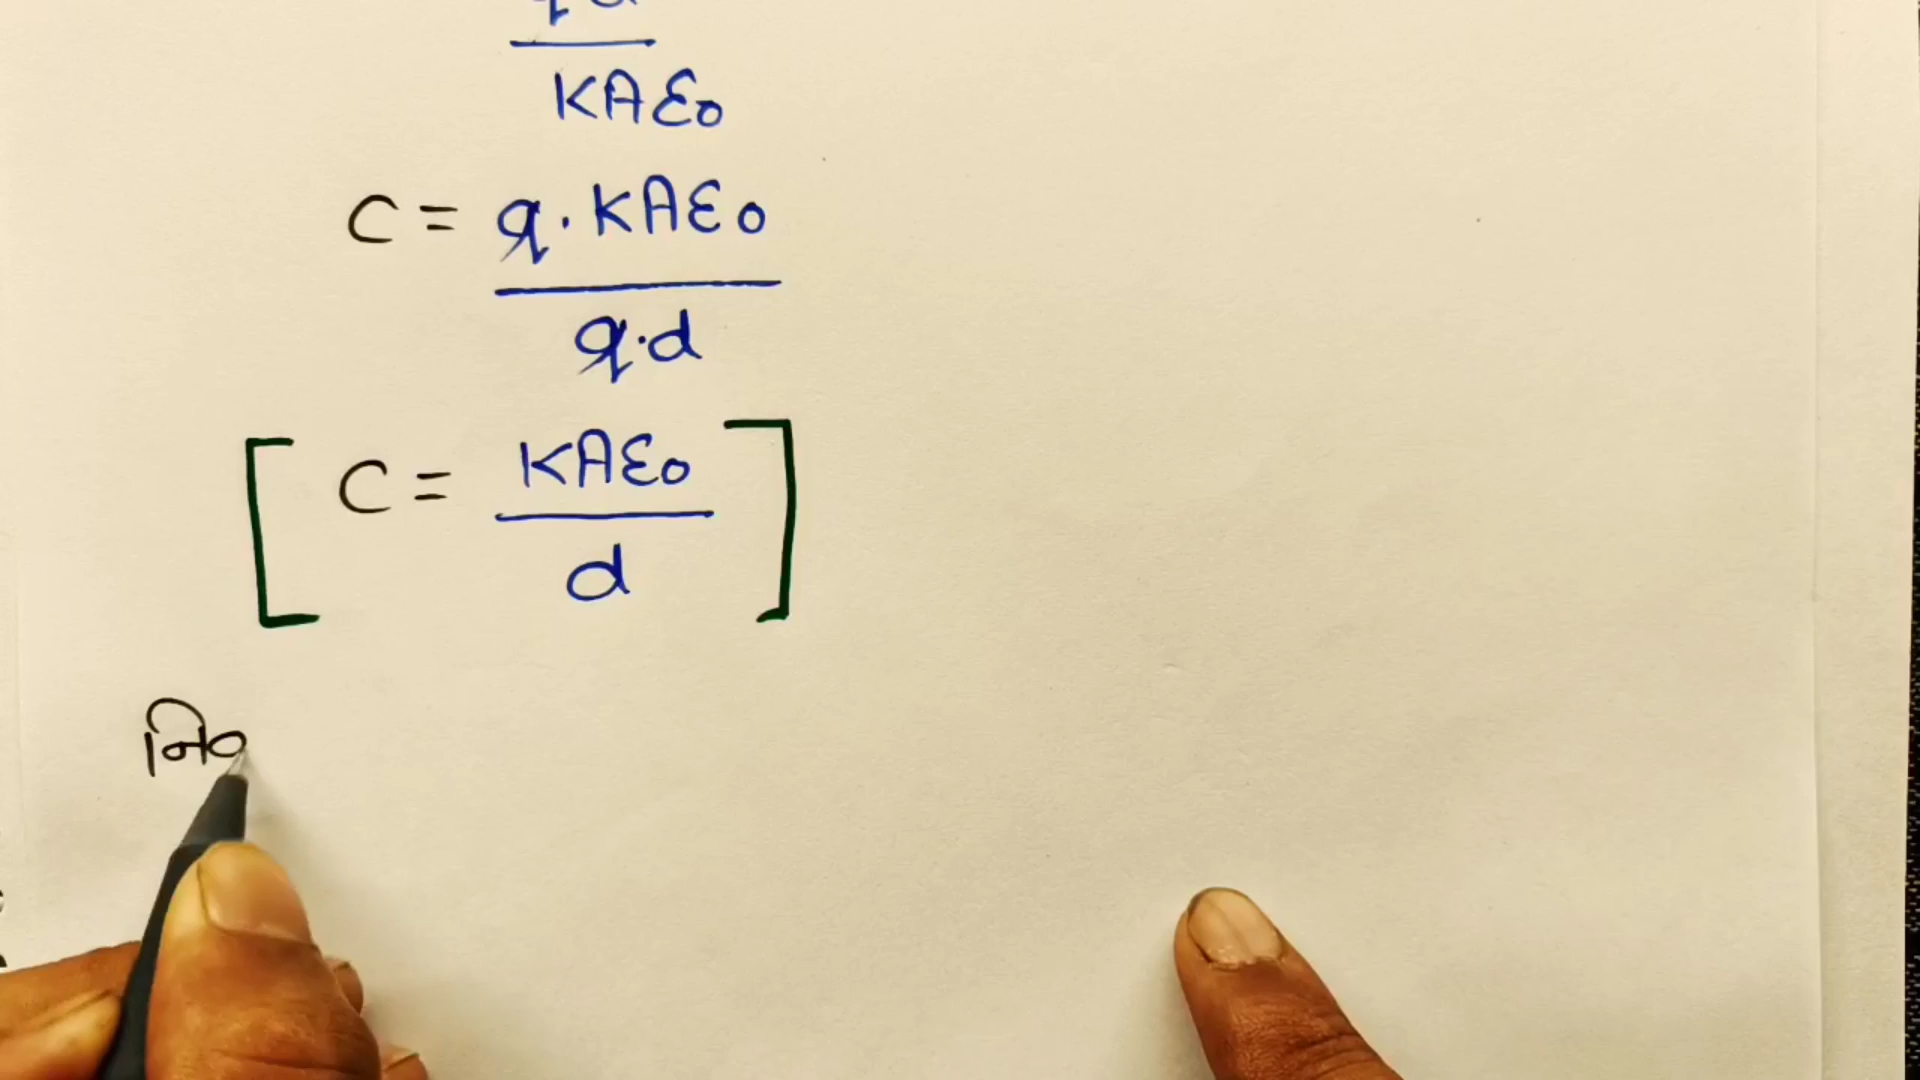 KAε₀
C = q·KAε₀
q·d
[ C = KAε₀ ]
d